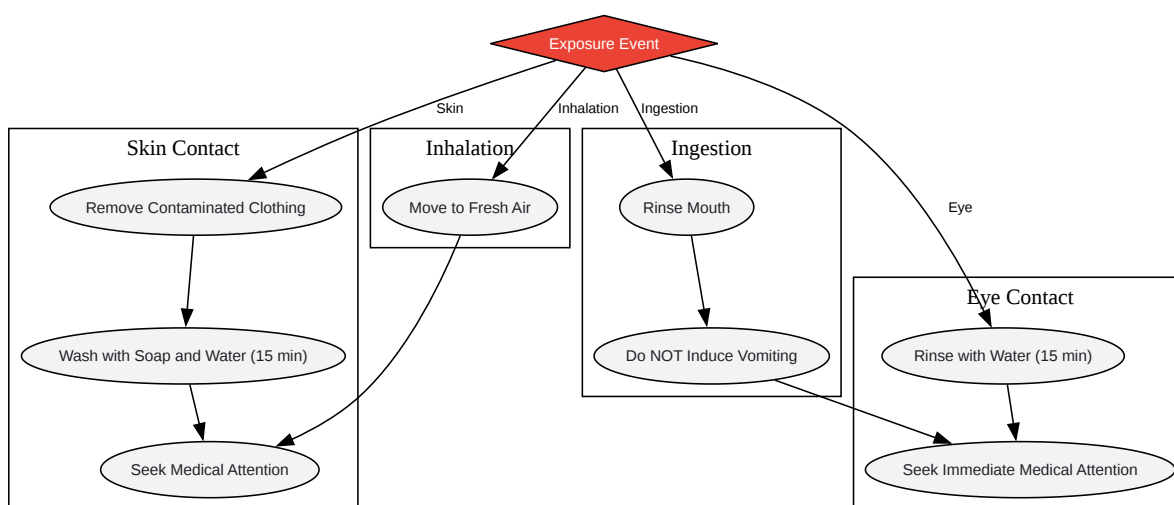 Exposure Event
Skin
Inhalation
Ingestion
Skin Contact
Inhalation
Ingestion
Remove Contaminated Clothing
Move to Fresh Air
Rinse Mouth
Eye
Eye Contact
Wash with Soap and Water (15 min)
Do NOT Induce Vomiting
Rinse with Water (15 min)
Seek Medical Attention
Seek Immediate Medical Attention